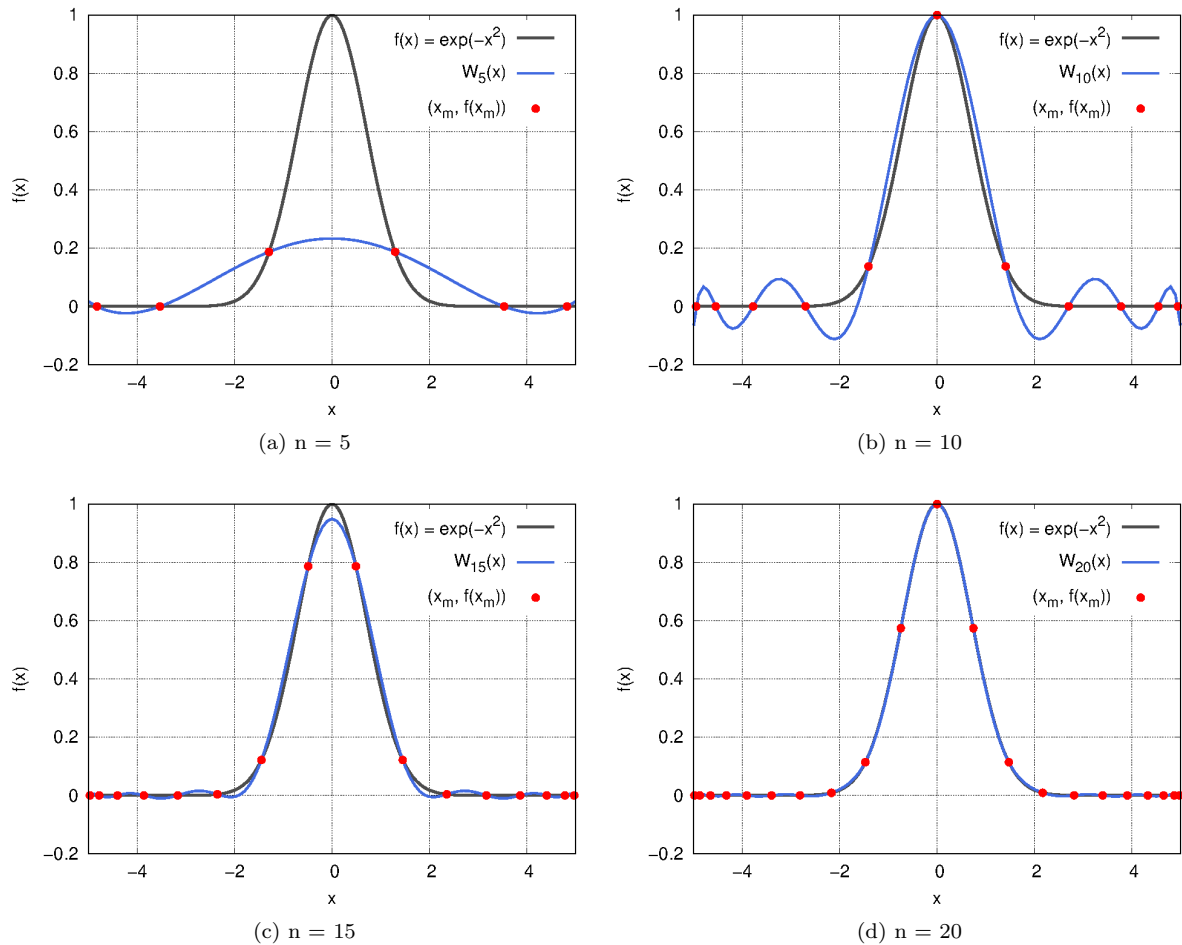 f(x) = exp(-x²)
W₅(x)
(xₘ, f(xₘ))
1
0.8
0.6
0.4
0.2
0
−0.2
f(x)
−4 −2 0 2 4
x
(a) n = 5
f(x) = exp(-x²)
W₁₀(x)
(xₘ, f(xₘ))
1
0.8
0.6
0.4
0.2
0
−0.2
f(x)
−4 −2 0 2 4
x
(b) n = 10
f(x) = exp(-x²)
W₁₅(x)
(xₘ, f(xₘ))
1
0.8
0.6
0.4
0.2
0
−0.2
f(x)
−4 −2 0 2 4
x
(c) n = 15
f(x) = exp(-x²)
W₂₀(x)
(xₘ, f(xₘ))
1
0.8
0.6
0.4
0.2
0
−0.2
f(x)
−4 −2 0 2 4
x
(d) n = 20